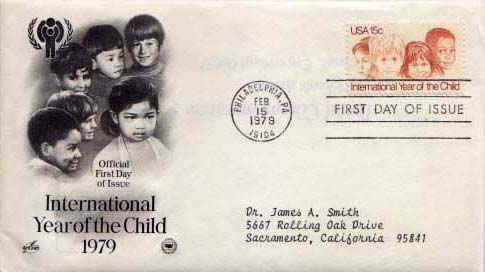 Official
First Day
of Issue
International
Year of the Child
1979
ArtCraft
PHILADELPHIA, PA
FEB
15
1979
19104
USA 15c
International Year of the Child
FIRST DAY OF ISSUE
Dr. James A. Smith
5667 Rolling Oak Drive
Sacramento, California 95841